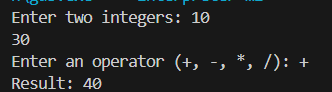 Enter two integers: 10
30
Enter an operator (+, -, *, /): +
Result: 40